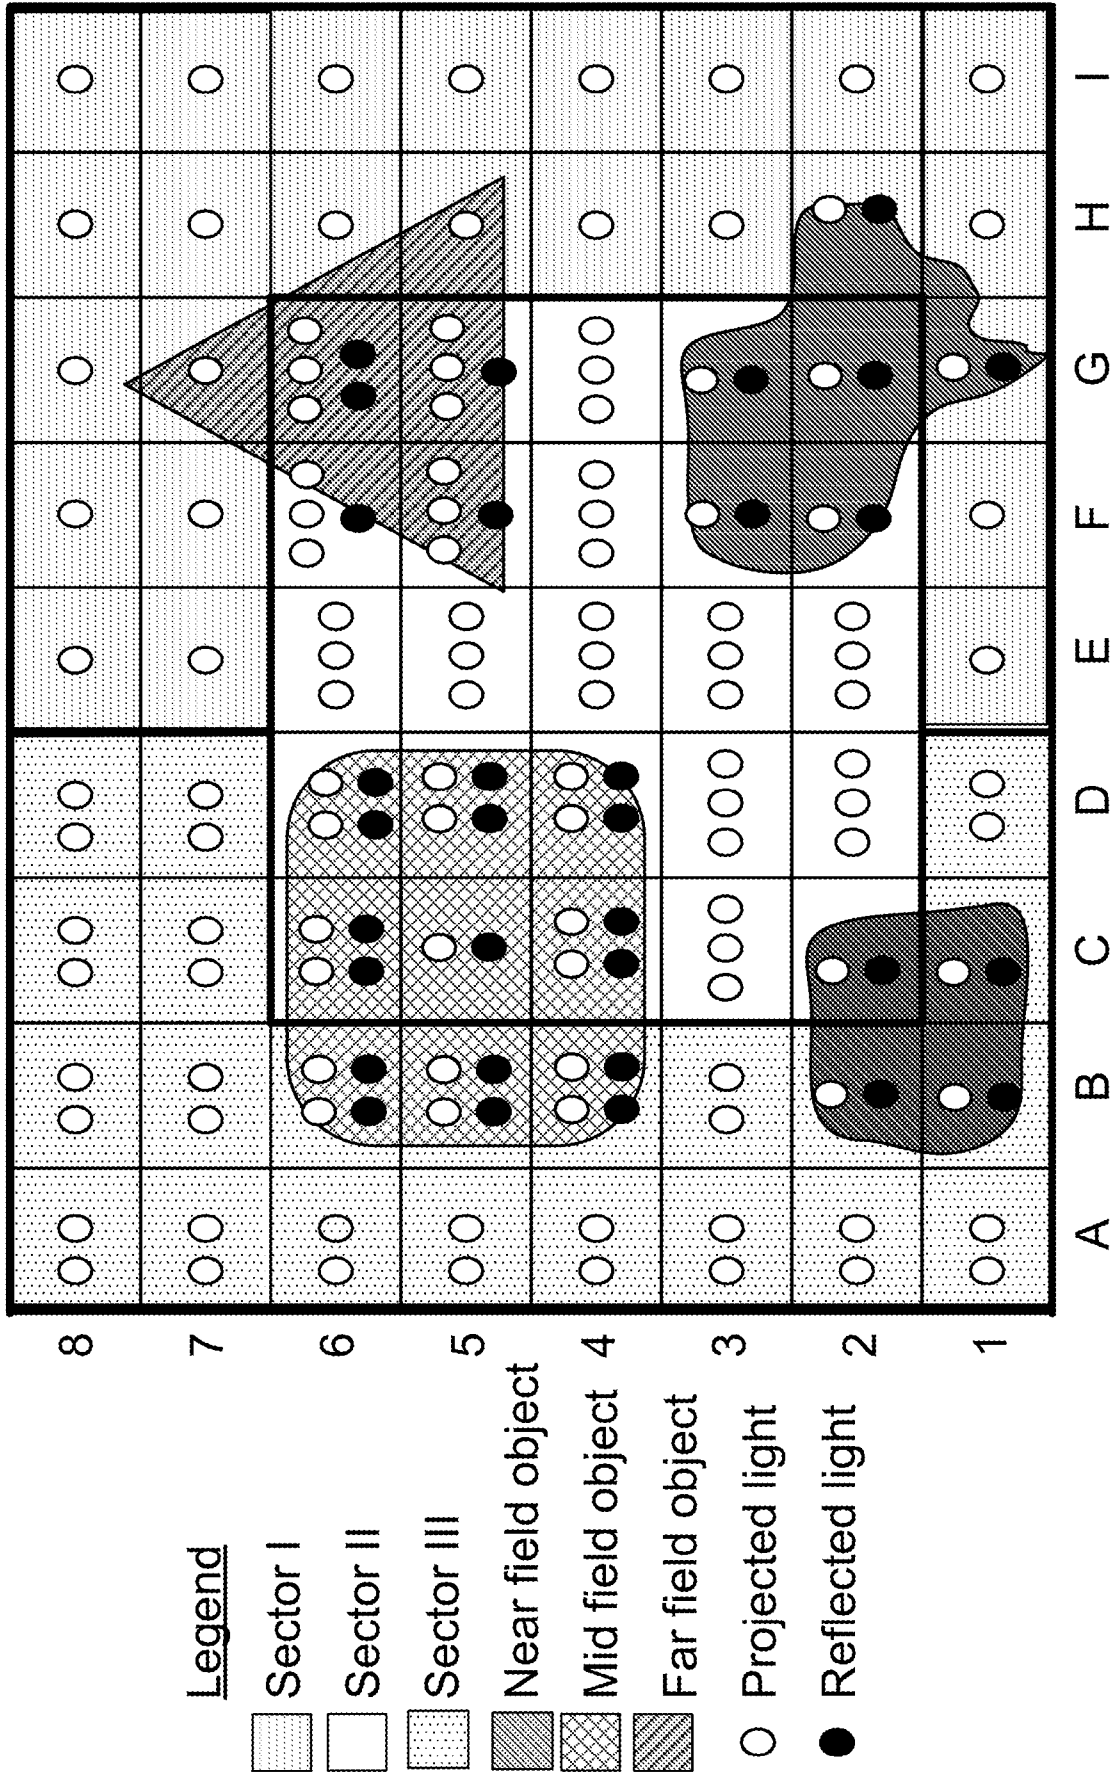 8
7
6
5
4
3
2
1
A
B
C
D
E
F
G
H
I
Legend
Sector I
Sector II
Sector III
Near field object
Mid field object
Far field object
Projected light
Reflected light